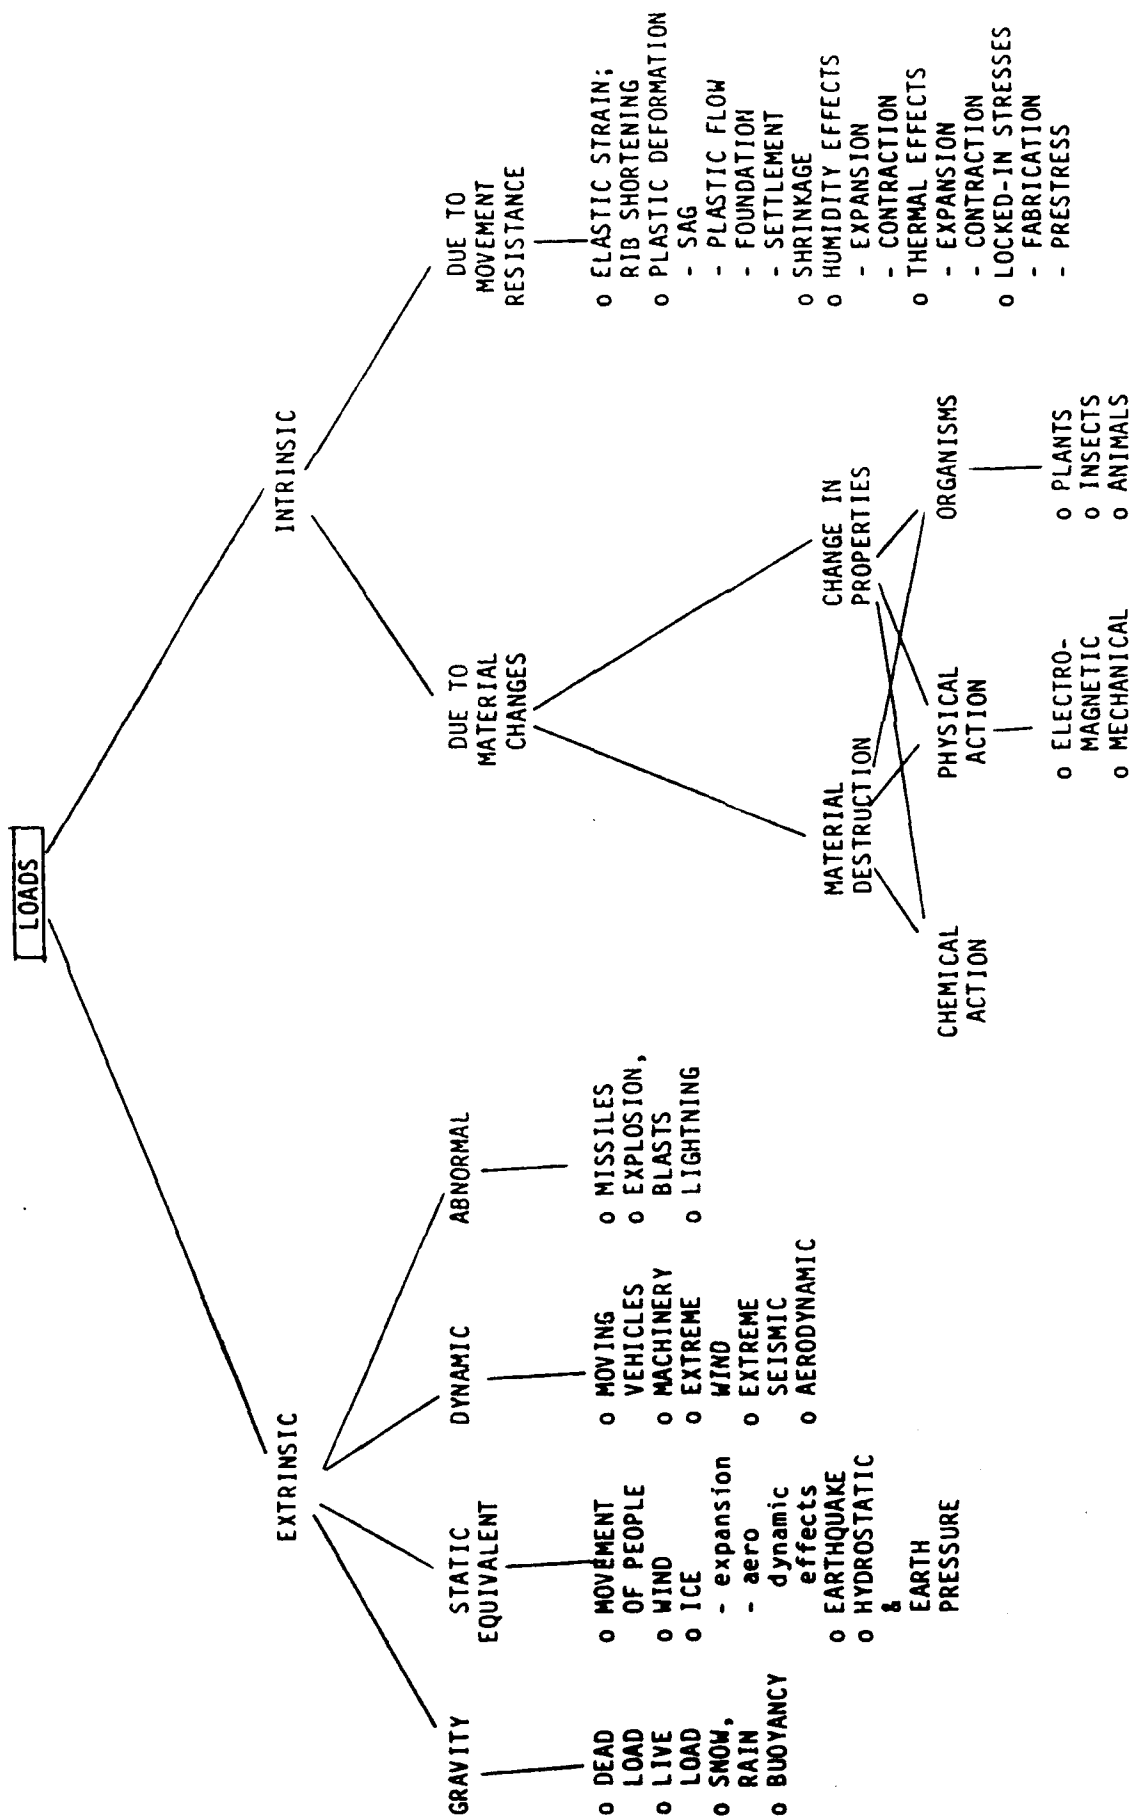 LOADS
EXTRINSIC
INTRINSIC
GRAVITY
o DEAD
LOAD
o LIVE
LOAD
o SNOW,
RAIN
o BUOYANCY
STATIC
EQUIVALENT
o MOVEMENT
OF PEOPLE
o WIND
o ICE
- expansion
- aero
dynamic
effects
o EARTHQUAKE
o HYDROSTATIC
&
EARTH
PRESSURE
DYNAMIC
o MOVING
VEHICLES
o MACHINERY
o EXTREME
WIND
o EXTREME
SEISMIC
o AERODYNAMIC
ABNORMAL
o MISSILES
o EXPLOSION,
BLASTS
o LIGHTNING
DUE TO
MATERIAL
CHANGES
MATERIAL
DESTRUCTION
CHANGE IN
PROPERTIES
CHEMICAL
ACTION
PHYSICAL
ACTION
o ELECTRO-
MAGNETIC
o MECHANICAL
ORGANISMS
o PLANTS
o INSECTS
o ANIMALS
DUE TO
MOVEMENT
RESISTANCE
o ELASTIC STRAIN;
RIB SHORTENING
o PLASTIC DEFORMATION
- SAG
- PLASTIC FLOW
- FOUNDATION
- SETTLEMENT
o SHRINKAGE
o HUMIDITY EFFECTS
- EXPANSION
- CONTRACTION
o THERMAL EFFECTS
- EXPANSION
- CONTRACTION
o LOCKED-IN STRESSES
- FABRICATION
- PRESTRESS